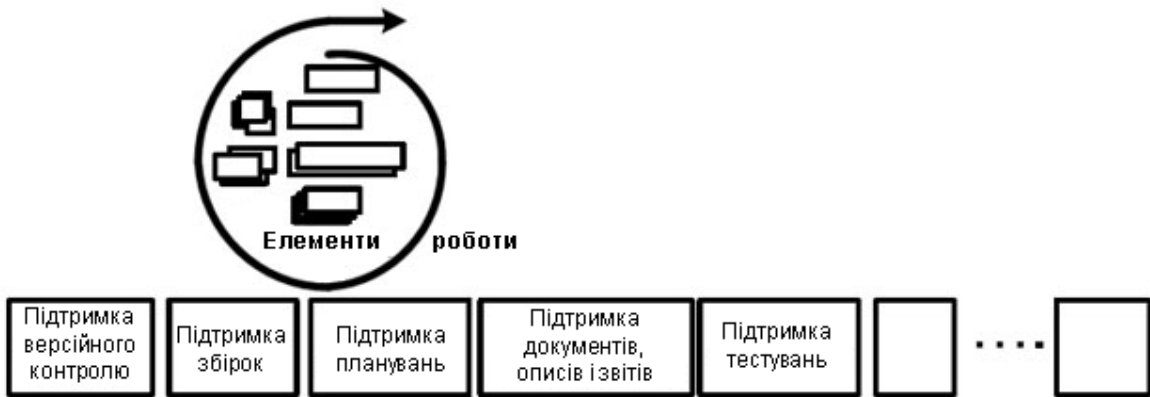 Елементи роботи
Підтримка
версійного
контролю
Підтримка
збірок
Підтримка
планувань
Підтримка
документів,
описів і звітів
Підтримка
тестувань